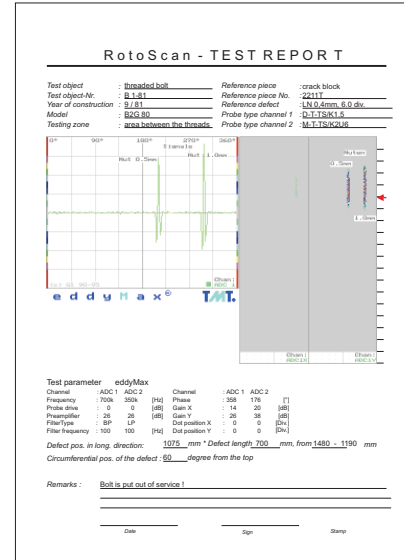 RotoScan - TEST REPORT
Test object : threaded bolt Reference piece :crack block
Test object-Nr. : B 1-81 Reference piece No. : 2211T
Year of construction : 9 / 81 Reference defect : LN 0,4mm, 6.0 div.
Model : B2G 80 Probe type channel 1 : D-T-TS/K1.5
Testing zone : area between the threads Probe type channel 2 : M-T-TS/K2U6
0° 90° 180° 270° 360°
Signale
Nut 0.5mm Nut 1.0mm
Nuten
0.5mm
1.0mm
Chan:
ADC 1
eddyMax® TMT.
Chan: Chan:
ADC1X ADC1Y
Test parameter eddyMax
Channel : ADC 1 ADC 2 Channel : ADC 1 ADC 2
Frequency : 700k 350k [Hz] Phase : 358 176 [°]
Probe drive : 0 0 [dB] Gain X : 14 20 [dB]
Preamplifier : 26 26 [dB] Gain Y : 26 38 [dB]
FilterType : BP LP Dot position X : 0 0 [Div.]
Filter frequency : 100 100 [Hz] Dot position Y : 0 0 [Div.]
Defect pos. in long. direction: 1075 mm * Defect length 700 mm, from 1480 - 1190 mm
Circumferential pos. of the defect : 60 degree from the top
Remarks : Bolt is put out of service !
Date Sign Stamp